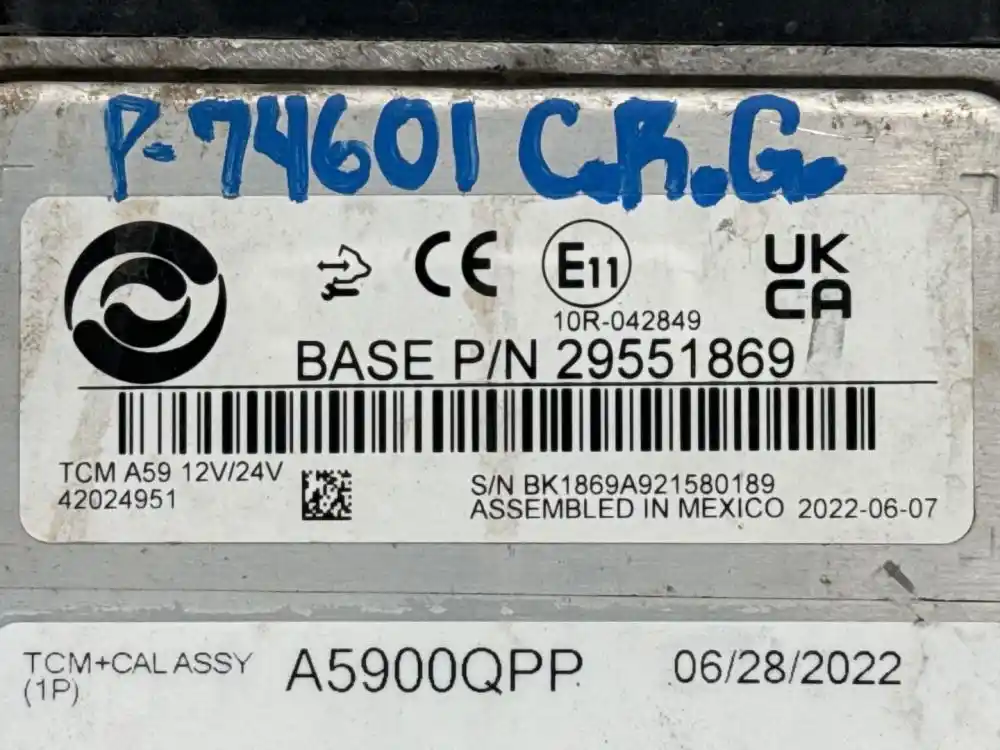 P-74601 C.R.G.
CE E11 UK CA
10R-042849
BASE P/N 29551869
TCM A59 12V/24V
42024951
S/N BK1869A921580189
ASSEMBLED IN MEXICO 2022-06-07
TCM+CAL ASSY A5900QPP 06/28/2022
(1P)